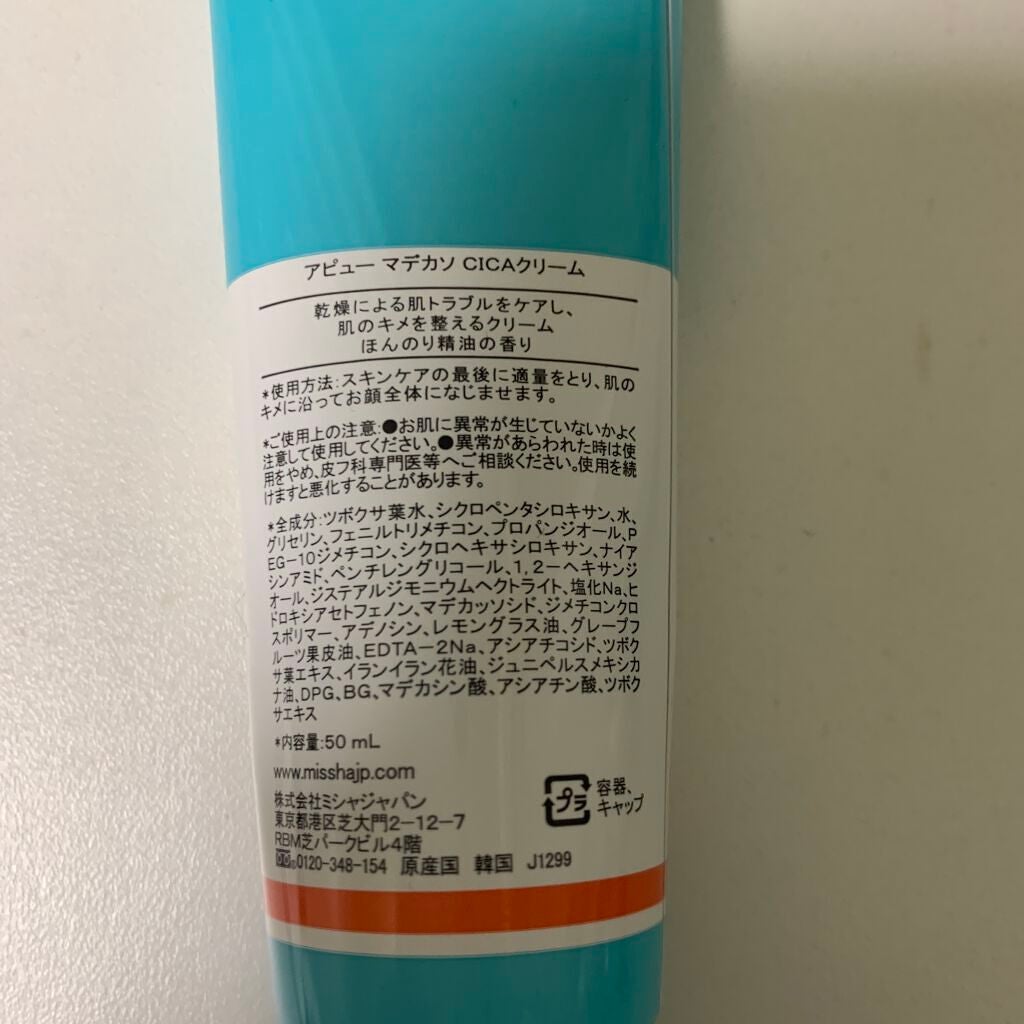 アピュー マデカソ CICAクリーム
乾燥による肌トラブルをケアし、
肌のキメを整えるクリーム
ほんのり精油の香り
*使用方法:スキンケアの最後に適量をとり、肌の
キメに沿ってお顔全体になじませます。
*ご使用上の注意:●お肌に異常が生じていないかよく
注意して使用してください。●異常があらわれた時は使
用をやめ、皮フ科専門医等へご相談ください。使用を続
けますと悪化することがあります。
*全成分:ツボクサ葉水、シクロペンタシロキサン、水、
グリセリン、フェニルトリメチコン、プロパンジオール、P
EG-10ジメチコン、シクロヘキサシロキサン、ナイア
シンアミド、ペンチレングリコール、1,2-ヘキサンジ
オール、ジステアルジモニウムヘクトライト、塩化Na、ヒ
ドロキシアセトフェノン、マデカッソシド、ジメチコンクロ
スポリマー、アデノシン、レモングラス油、グレープフ
ルーツ果皮油、EDTA-2Na、アシアチコシド、ツボク
サ葉エキス、イランイラン花油、ジュニペルスメキシカ
ナ油、DPG、BG、マデカシン酸、アシアチン酸、ツボク
サエキス
*内容量:50 mL
www.misshajp.com
株式会社ミシャジャパン
東京都港区芝大門2-12-7
RBM芝パークビル4階
0120-348-154 原産国 韓国 J1299
プラ
容器、
キャップ